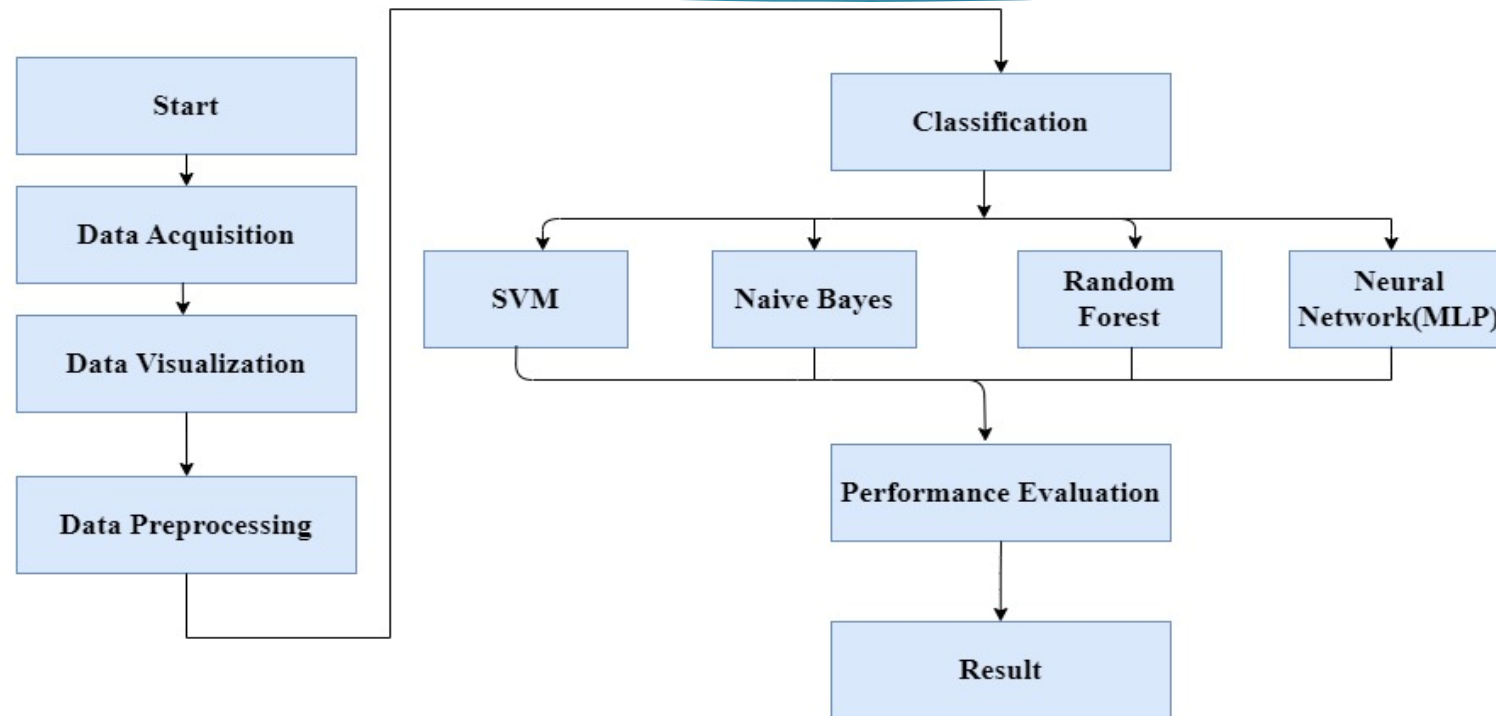 Start
Data Acquisition
Data Visualization
Data Preprocessing
Classification
SVM
Naive Bayes
Random
Forest
Neural
Network(MLP)
Performance Evaluation
Result